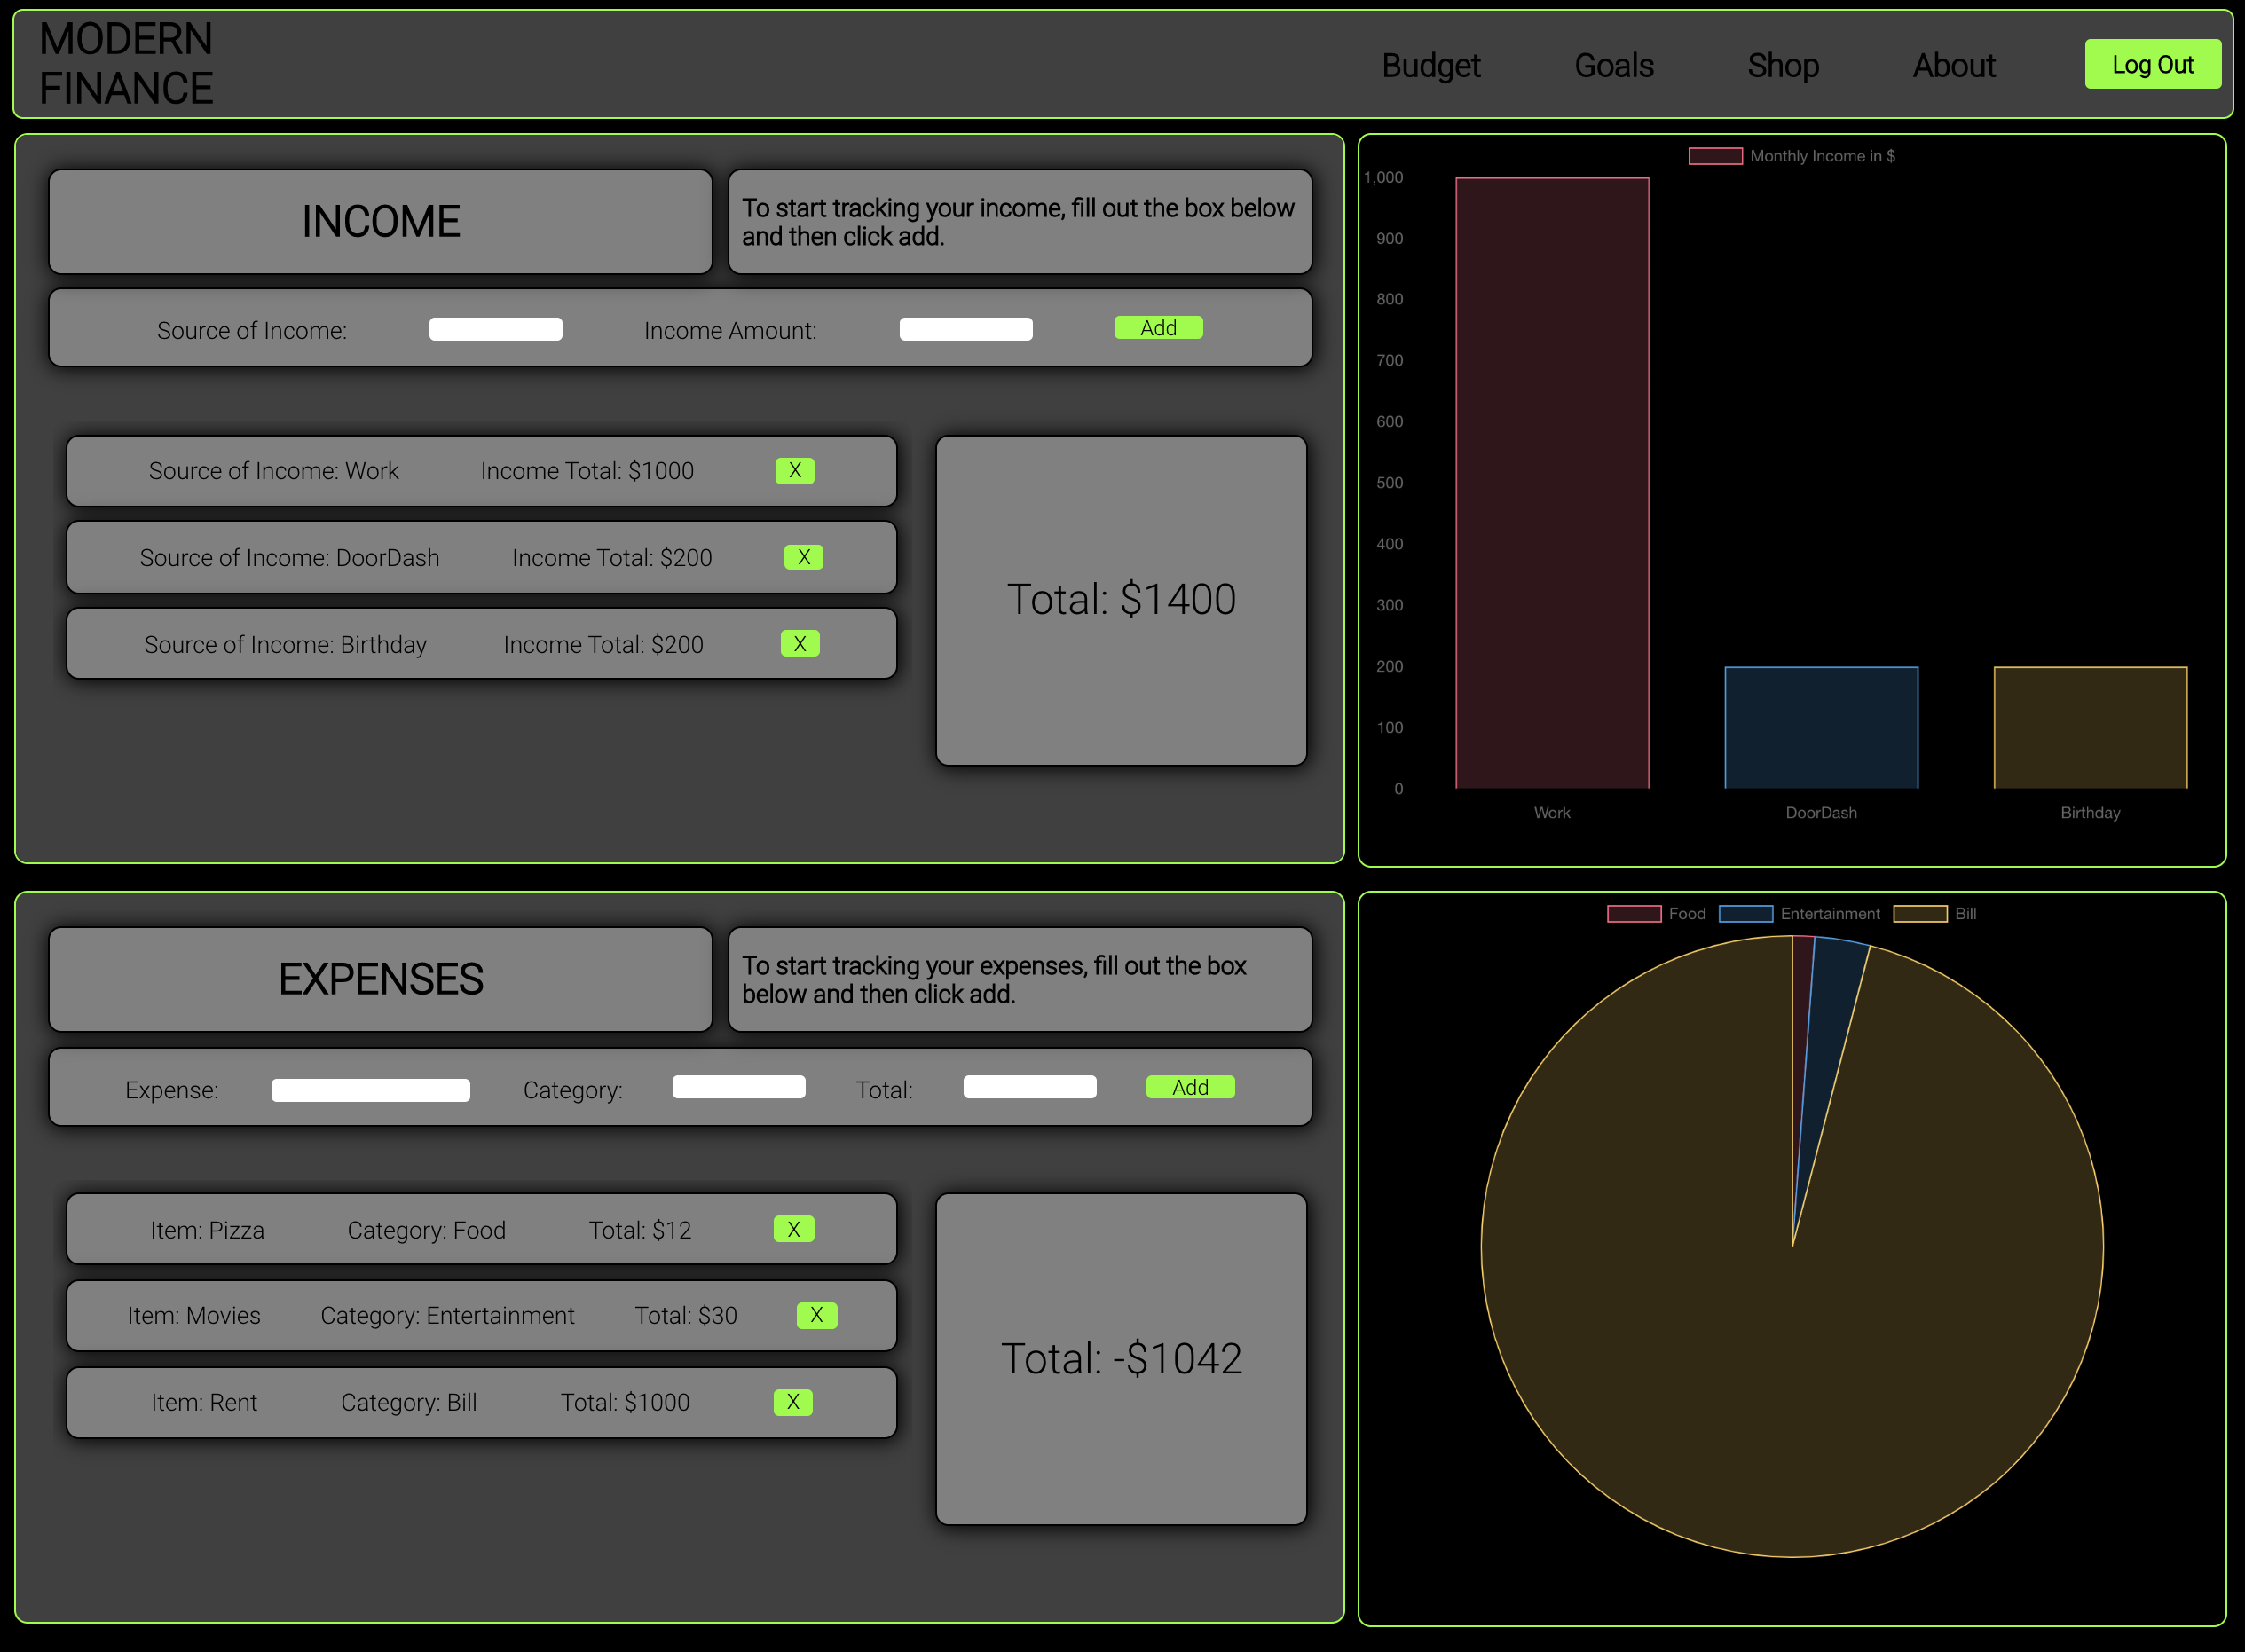 MODERN
FINANCE
Budget Goals Shop About Log Out
INCOME
To start tracking your income, fill out the box below
and then click add.
Source of Income: Income Amount: Add
Source of Income: Work Income Total: $1000 X
Source of Income: DoorDash Income Total: $200 X
Source of Income: Birthday Income Total: $200 X
Total: $1400
Monthly Income in $
1,000
900
800
700
600
500
400
300
200
100
0
Work DoorDash Birthday
EXPENSES
To start tracking your expenses, fill out the box
below and then click add.
Expense: Category: Total: Add
Item: Pizza Category: Food Total: $12 X
Item: Movies Category: Entertainment Total: $30 X
Item: Rent Category: Bill Total: $1000 X
Total: -$1042
Food Entertainment Bill